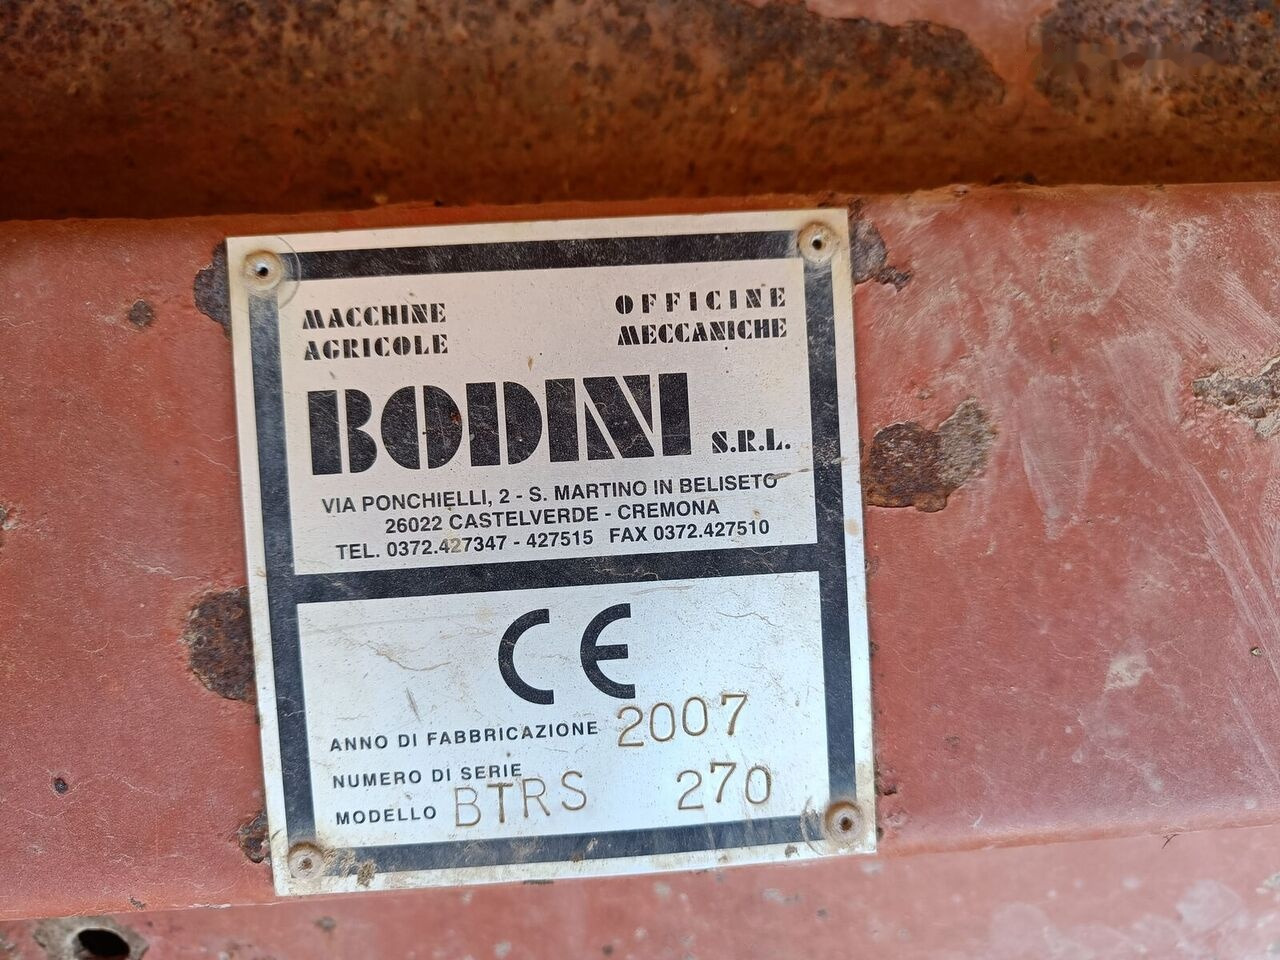 MACCHINE OFFICINE
AGRICOLE MECCANICHE
BODINI S.R.L.
VIA PONCHIELLI, 2 - S. MARTINO IN BELISETO
26022 CASTELVERDE - CREMONA
TEL. 0372.427347 - 427515 FAX 0372.427510
CE
ANNO DI FABBRICAZIONE 2007
NUMERO DI SERIE
MODELLO BTRS 270